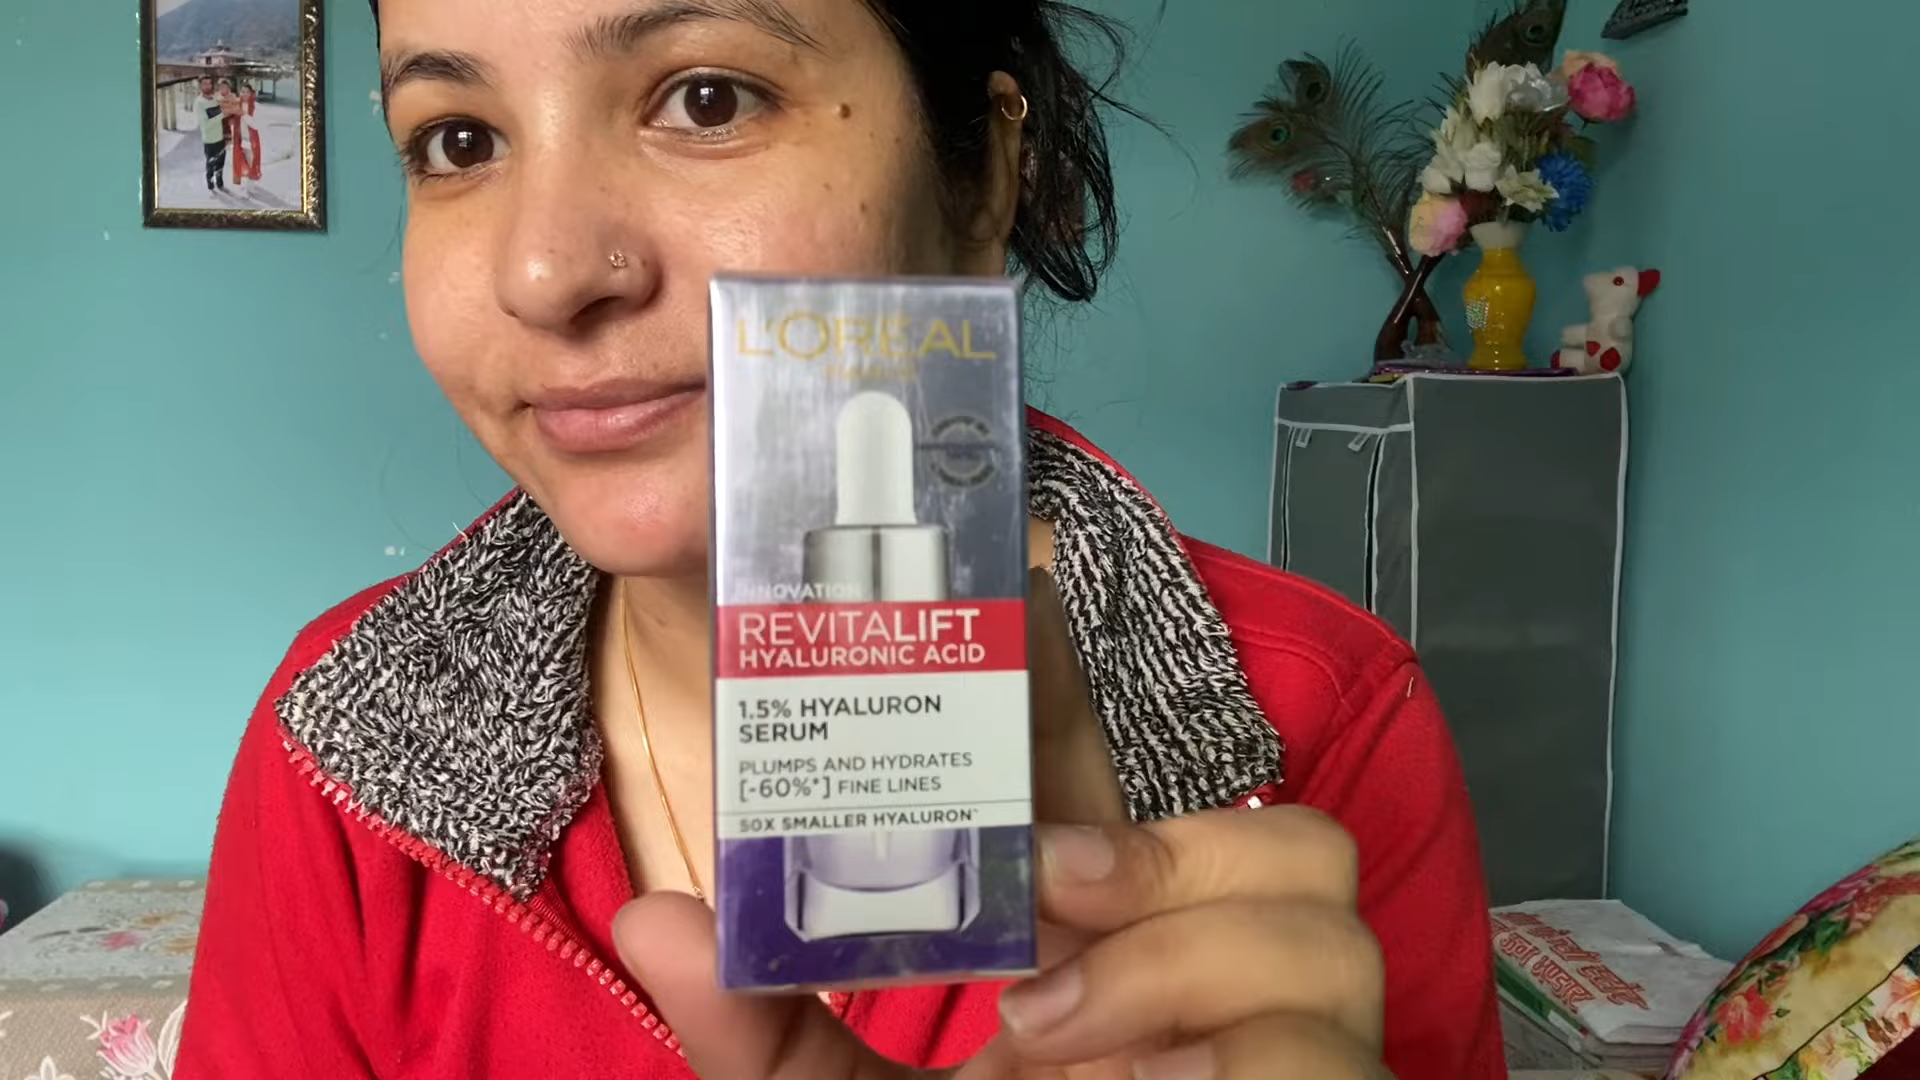 L'ORÉAL
INNOVATION
REVITALIFT
HYALURONIC ACID
1.5% HYALURON
SERUM
PLUMPS AND HYDRATES
[-60%*] FINE LINES
50X SMALLER HYALURON